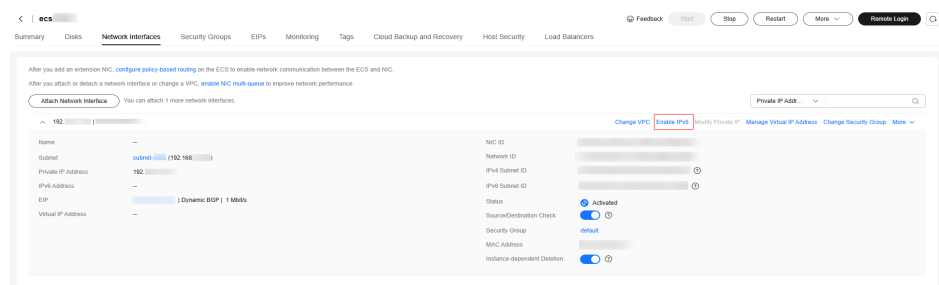 ecs
Feedback Start Stop Restart More Remote Login
Summary Disks Network Interfaces Security Groups EIPs Monitoring Tags Cloud Backup and Recovery Host Security Load Balancers
After you add an extension NIC, configure policy-based routing on the ECS to enable network communication between the ECS and NIC.
After you attach or detach a network interface or change a VPC, enable NIC multi-queue to improve network performance.
Attach Network Interface You can attach 1 more network interfaces. Private IP Addr...
192. | Change VPC Enable IPv6 Modify Private IP Manage Virtual IP Address Change Security Group More
Name -- NIC ID
Subnet subnet- (192.168 ) Network ID
Private IP Address 192. IPv4 Subnet ID
IPv6 Address -- IPv6 Subnet ID
EIP | Dynamic BGP | 1 Mbit/s Status Activated
Virtual IP Address -- Source/Destination Check
Security Group default
MAC Address
Instance-dependent Deletion